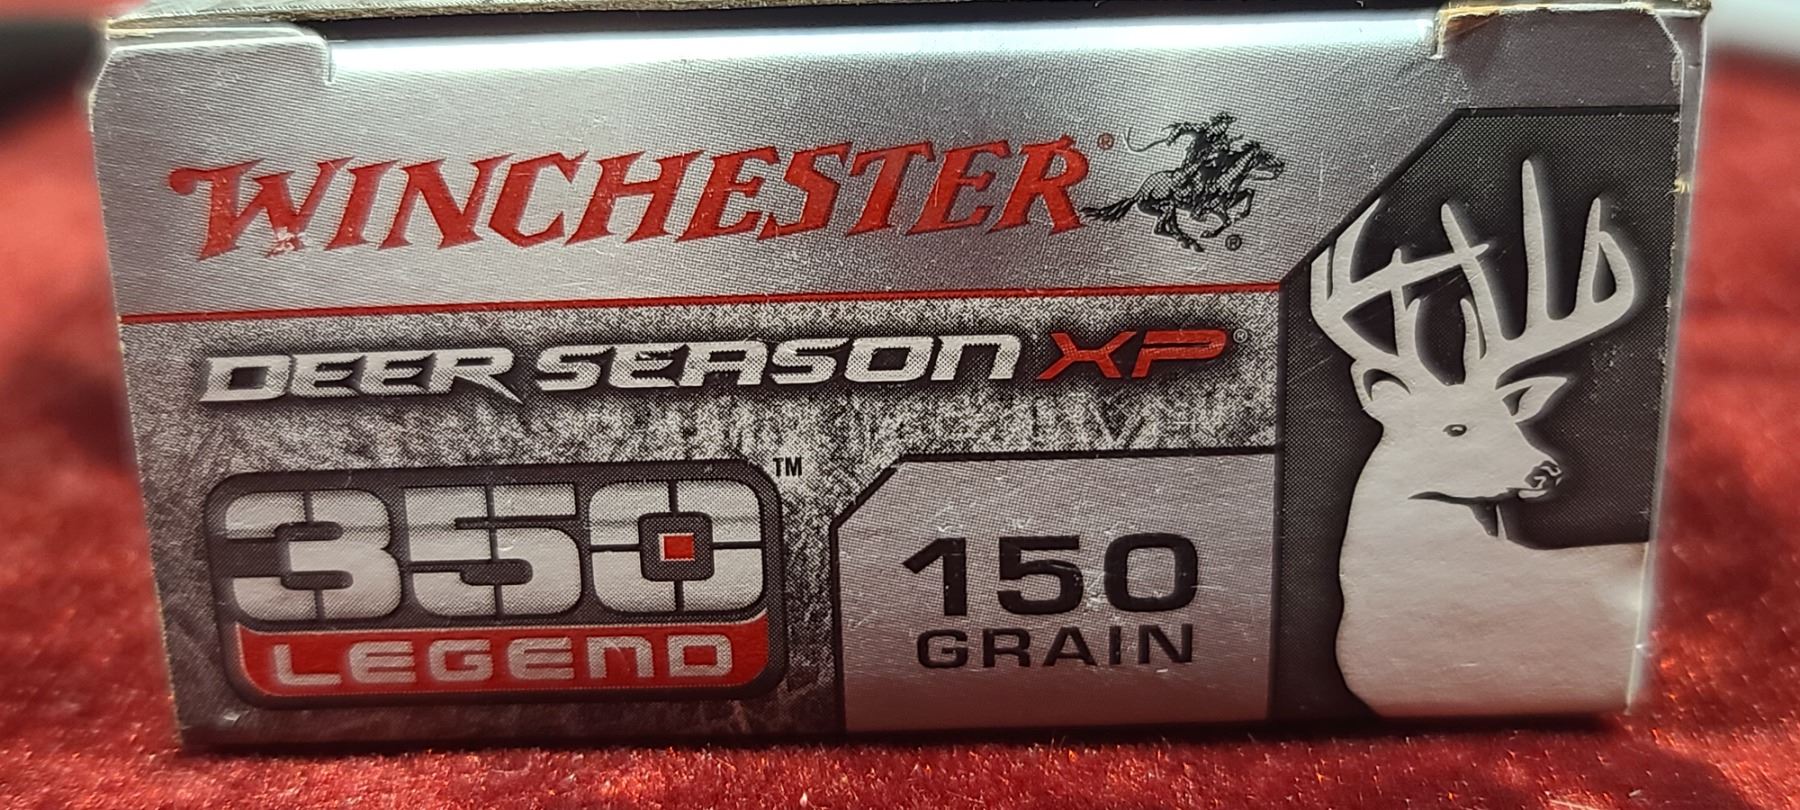 WINCHESTER®
®
DEER SEASON XP®
350™
LEGEND
150
GRAIN